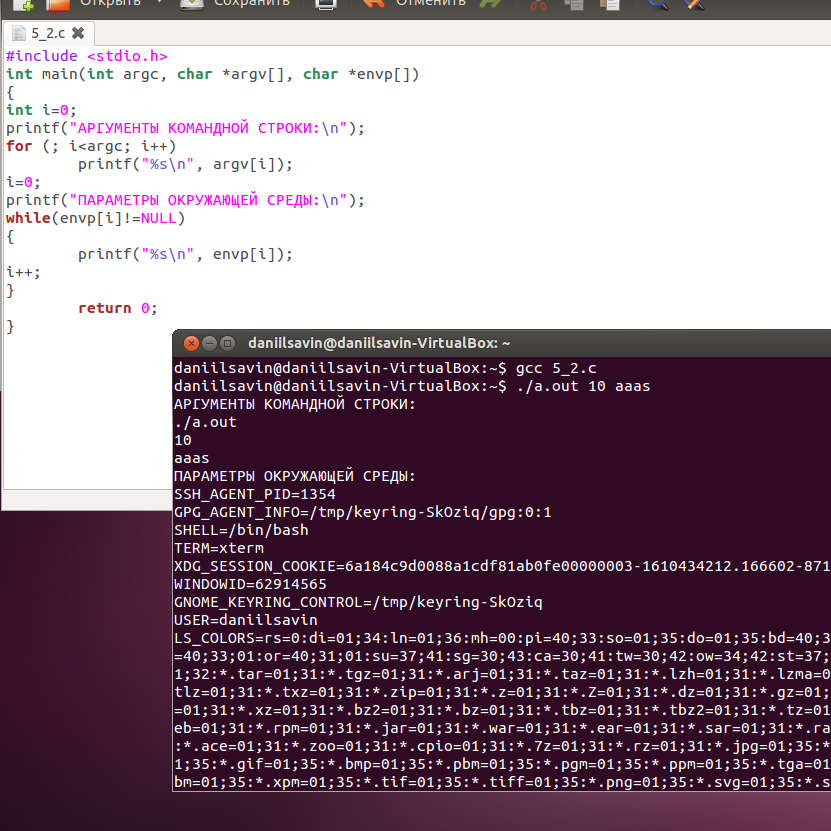 Открыть
Сохранить
Отменить
5_2.c
#include <stdio.h>
int main(int argc, char *argv[], char *envp[])
{
int i=0;
printf("АРГУМЕНТЫ КОМАНДНОЙ СТРОКИ:\n");
for (; i<argc; i++)
printf("%s\n", argv[i]);
i=0;
printf("ПАРАМЕТРЫ ОКРУЖАЮЩЕЙ СРЕДЫ:\n");
while(envp[i]!=NULL)
{
printf("%s\n", envp[i]);
i++;
}
return 0;
}
daniilsavin@daniilsavin-VirtualBox: ~
daniilsavin@daniilsavin-VirtualBox:~$ gcc 5_2.c
daniilsavin@daniilsavin-VirtualBox:~$ ./a.out 10 aaas
АРГУМЕНТЫ КОМАНДНОЙ СТРОКИ:
./a.out
10
aaas
ПАРАМЕТРЫ ОКРУЖАЮЩЕЙ СРЕДЫ:
SSH_AGENT_PID=1354
GPG_AGENT_INFO=/tmp/keyring-SkOziq/gpg:0:1
SHELL=/bin/bash
TERM=xterm
XDG_SESSION_COOKIE=6a184c9d0088a1cdf81ab0fe00000003-1610434212.166602-871
WINDOWID=62914565
GNOME_KEYRING_CONTROL=/tmp/keyring-SkOziq
USER=daniilsavin
LS_COLORS=rs=0:di=01;34:ln=01;36:mh=00:pi=40;33:so=01;35:do=01;35:bd=40;3
=40;33;01:or=40;31;01:su=37;41:sg=30;43:ca=30;41:tw=30;42:ow=34;42:st=37;
1;32:*.tar=01;31:*.tgz=01;31:*.arj=01;31:*.taz=01;31:*.lzh=01;31:*.lzma=0
tlz=01;31:*.txz=01;31:*.zip=01;31:*.z=01;31:*.Z=01;31:*.dz=01;31:*.gz=01;
=01;31:*.xz=01;31:*.bz2=01;31:*.bz=01;31:*.tbz=01;31:*.tbz2=01;31:*.tz=01
eb=01;31:*.rpm=01;31:*.jar=01;31:*.war=01;31:*.ear=01;31:*.sar=01;31:*.ra
:*.ace=01;31:*.zoo=01;31:*.cpio=01;31:*.7z=01;31:*.rz=01;31:*.jpg=01;35:*
1;35:*.gif=01;35:*.bmp=01;35:*.pbm=01;35:*.pgm=01;35:*.ppm=01;35:*.tga=01
bm=01;35:*.xpm=01;35:*.tif=01;35:*.tiff=01;35:*.png=01;35:*.svg=01;35:*.s